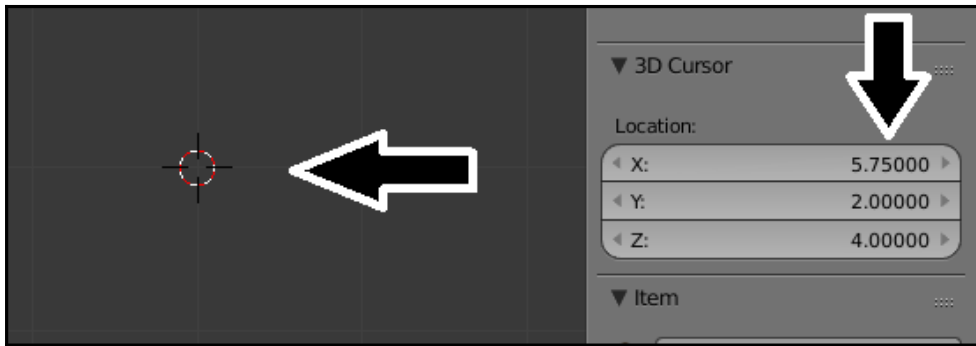 3D Cursor
Location:
X: 5.75000
Y: 2.00000
Z: 4.00000
Item